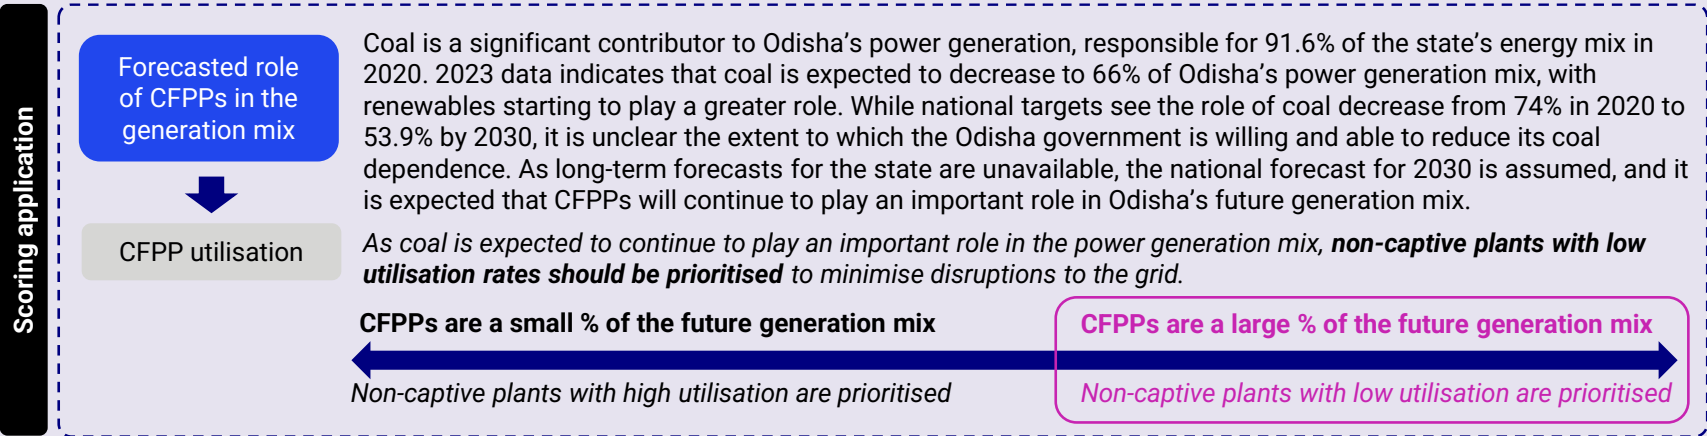 Scoring application
Forecasted role
of CFPPs in the
generation mix
CFPP utilisation
Coal is a significant contributor to Odisha’s power generation, responsible for 91.6% of the state’s energy mix in
2020. 2023 data indicates that coal is expected to decrease to 66% of Odisha’s power generation mix, with
renewables starting to play a greater role. While national targets see the role of coal decrease from 74% in 2020 to
53.9% by 2030, it is unclear the extent to which the Odisha government is willing and able to reduce its coal
dependence. As long-term forecasts for the state are unavailable, the national forecast for 2030 is assumed, and it
is expected that CFPPs will continue to play an important role in Odisha’s future generation mix.
As coal is expected to continue to play an important role in the power generation mix, non-captive plants with low
utilisation rates should be prioritised to minimise disruptions to the grid.
CFPPs are a small % of the future generation mix
CFPPs are a large % of the future generation mix
Non-captive plants with high utilisation are prioritised
Non-captive plants with low utilisation are prioritised